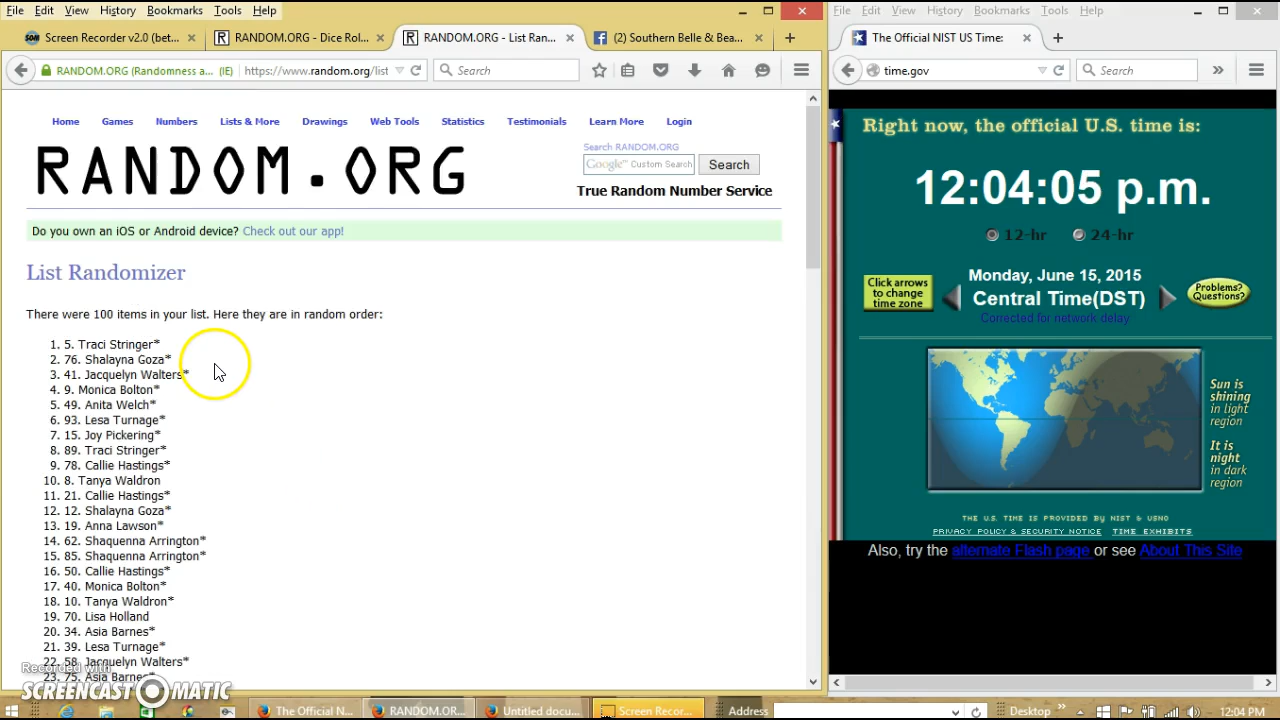 File Edit View History Bookmarks Tools Help
Screen Recorder v2.0 (bet...
RANDOM.ORG - Dice Rol...
RANDOM.ORG - List Ran...
(2) Southern Belle & Bea...
RANDOM.ORG (Randomness a... (IE)
https://www.random.org/list
Search
Home Games Numbers Lists & More Drawings Web Tools Statistics Testimonials Learn More Login
RANDOM.ORG
Search RANDOM.ORG
Google™ Custom Search
Search
True Random Number Service
Do you own an iOS or Android device? Check out our app!
List Randomizer
There were 100 items in your list. Here they are in random order:
1. 5. Traci Stringer*
2. 76. Shalayna Goza*
3. 41. Jacquelyn Walters*
4. 9. Monica Bolton*
5. 49. Anita Welch*
6. 93. Lesa Turnage*
7. 15. Joy Pickering*
8. 89. Traci Stringer*
9. 78. Callie Hastings*
10. 8. Tanya Waldron
11. 21. Callie Hastings*
12. 12. Shalayna Goza*
13. 19. Anna Lawson*
14. 62. Shaquenna Arrington*
15. 85. Shaquenna Arrington*
16. 50. Callie Hastings*
17. 40. Monica Bolton*
18. 10. Tanya Waldron*
19. 70. Lisa Holland
20. 34. Asia Barnes*
21. 39. Lesa Turnage*
22. 58. Jacquelyn Walters*
23. 75. Asia Barnes*
Recorded with
SCREENCAST MATIC
File Edit View History Bookmarks Tools Help
The Official NIST US Time:
time.gov
Search
Right now, the official U.S. time is:
12:04:05 p.m.
12-hr 24-hr
Click arrows
to change
time zone
Monday, June 15, 2015
Central Time(DST)
Corrected for network delay
Problems?
Questions?
Sun is
shining
in light
region
It is
night
in dark
region
THE U.S. TIME IS PROVIDED BY NIST & USNO
PRIVACY POLICY & SECURITY NOTICE TIME EXHIBITS
Also, try the alternate Flash page or see About This Site
The Official N...
RANDOM.OR...
Untitled docu...
Screen Recor...
Address
Desktop
12:04 PM